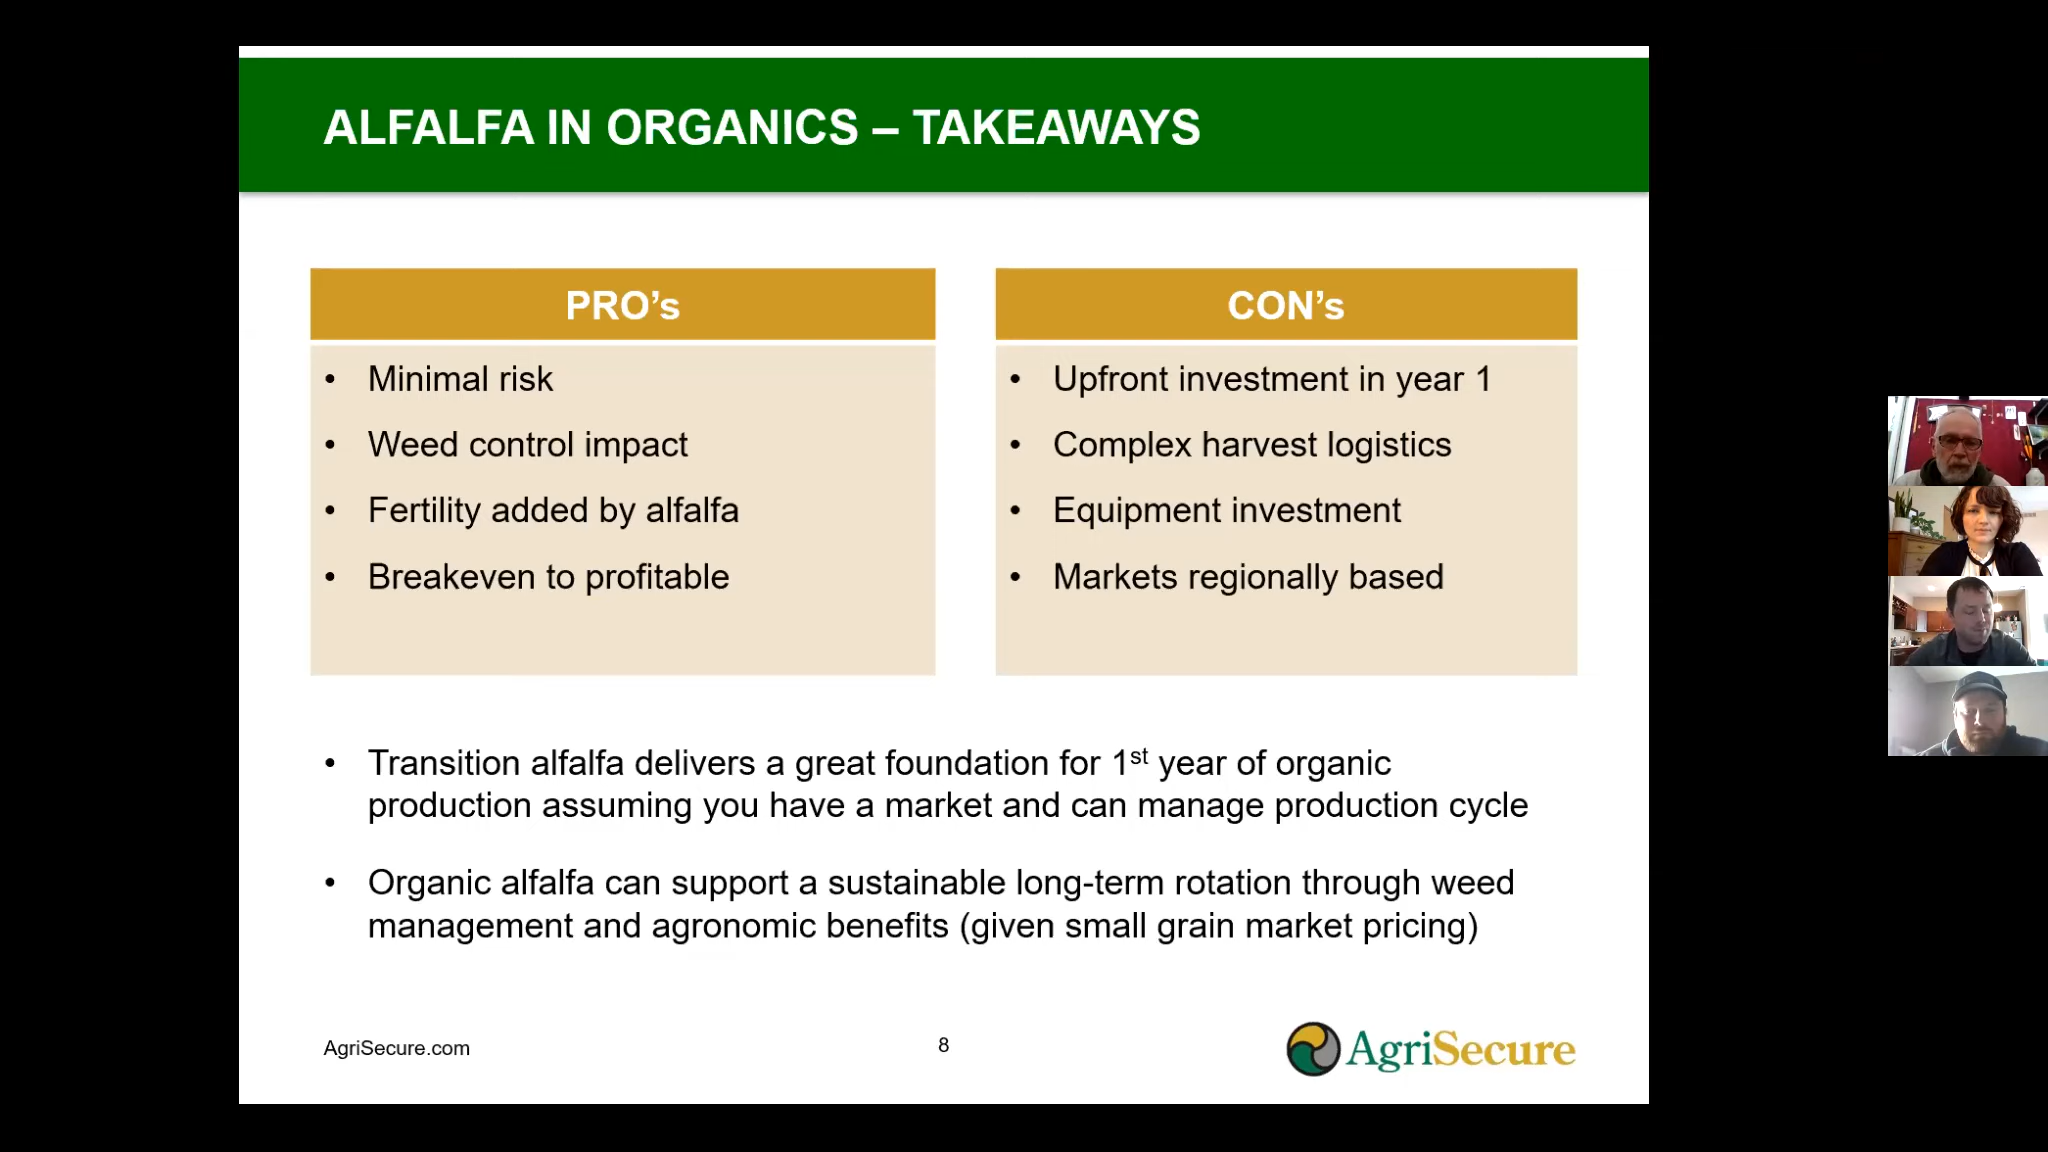 ALFALFA IN ORGANICS – TAKEAWAYS
PRO’s
• Minimal risk
• Weed control impact
• Fertility added by alfalfa
• Breakeven to profitable
CON’s
• Upfront investment in year 1
• Complex harvest logistics
• Equipment investment
• Markets regionally based
• Transition alfalfa delivers a great foundation for 1st year of organic
production assuming you have a market and can manage production cycle
• Organic alfalfa can support a sustainable long-term rotation through weed
management and agronomic benefits (given small grain market pricing)
AgriSecure.com
8
AgriSecure